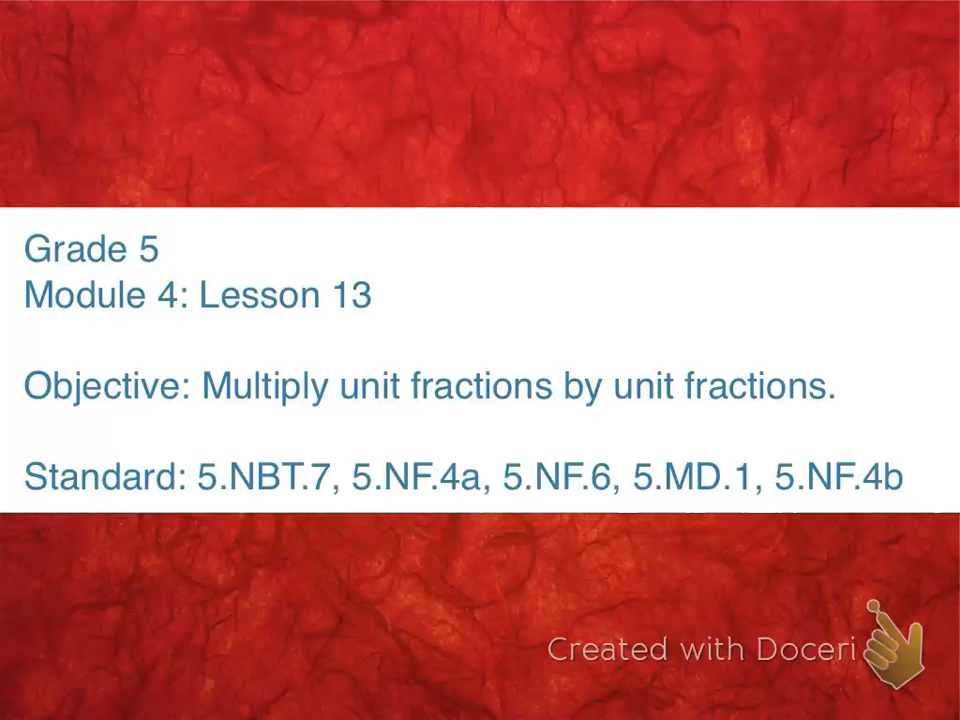 Grade 5
Module 4: Lesson 13
Objective: Multiply unit fractions by unit fractions.
Standard: 5.NBT.7, 5.NF.4a, 5.NF.6, 5.MD.1, 5.NF.4b
Created with Doceri